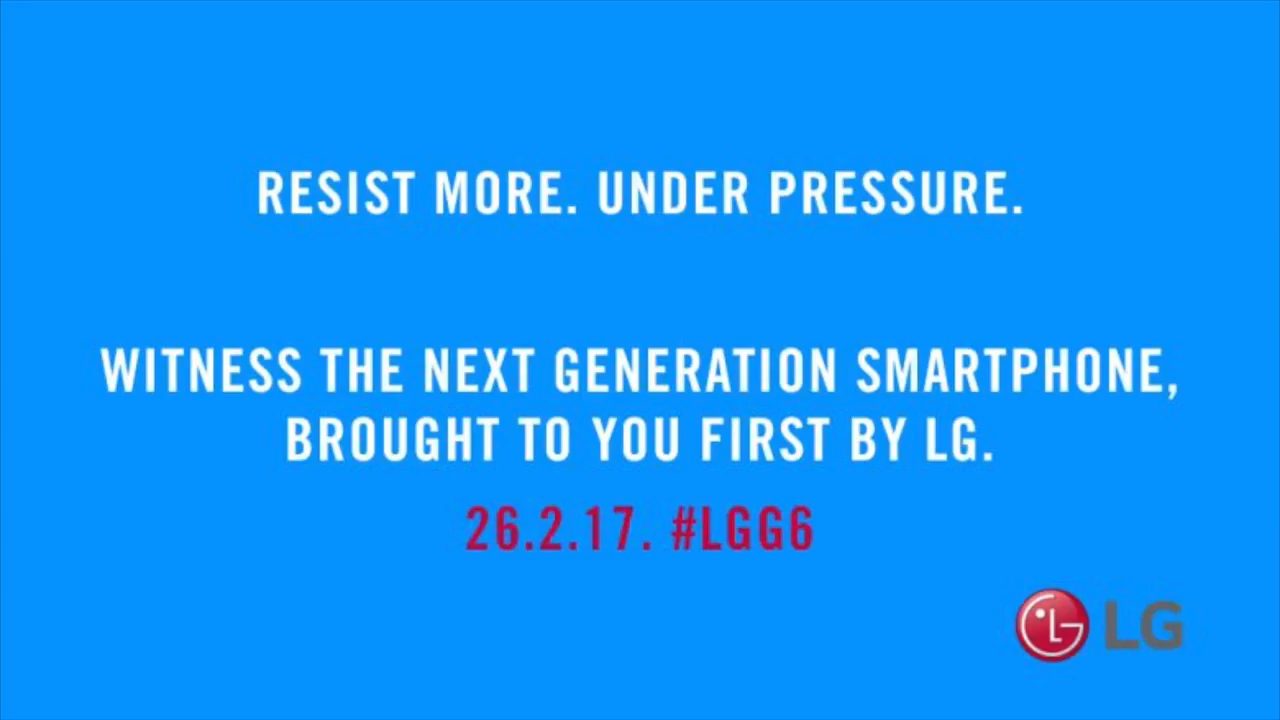 RESIST MORE. UNDER PRESSURE.
WITNESS THE NEXT GENERATION SMARTPHONE,
BROUGHT TO YOU FIRST BY LG.
26.2.17. #LGG6
LG